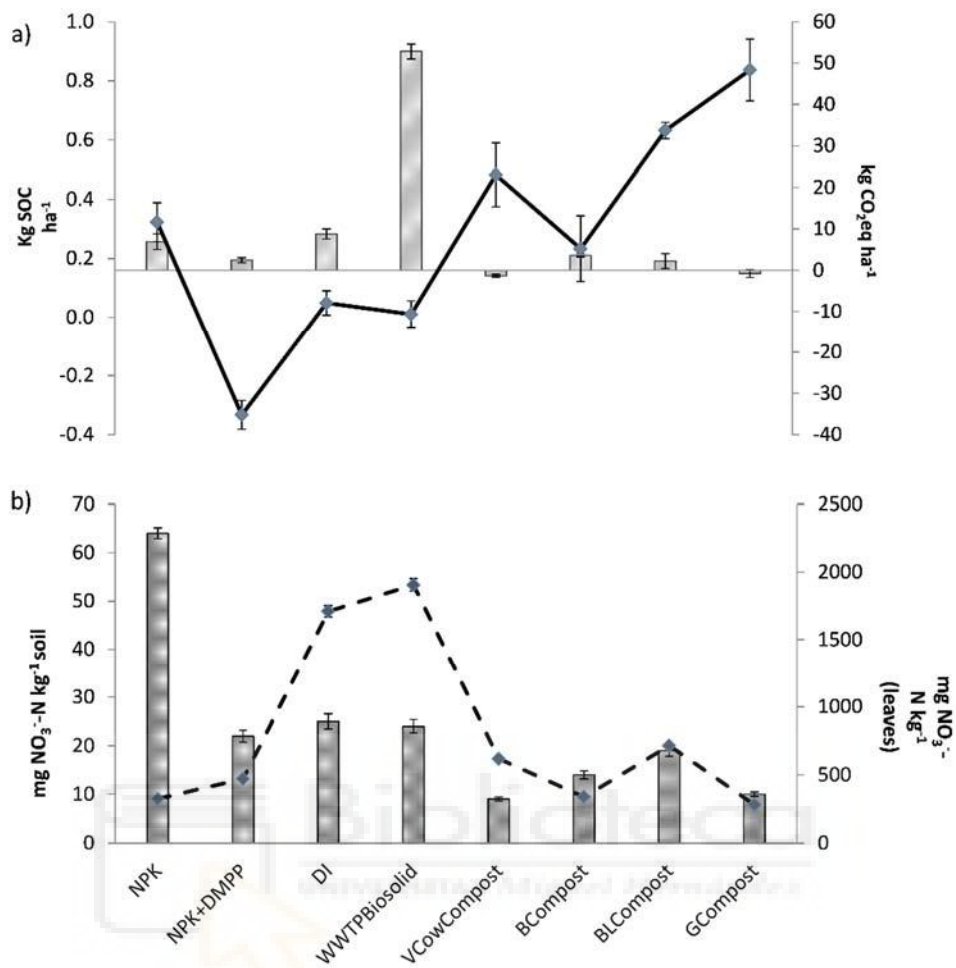 a)
1.0
0.8
0.6
0.4
0.2
0.0
-0.2
-0.4
Kg SOC
ha⁻¹
60
50
40
30
20
10
0
-10
-20
-30
-40
kg CO₂eq ha⁻¹
b)
70
60
50
40
30
20
10
0
mg NO₃⁻-N kg⁻¹ soil
2500
2000
1500
1000
500
0
mg NO₃⁻-
N kg⁻¹
(leaves)
NPK
NPK+DMPP
DI
WWTPBiosolid
VCowCompost
BCompost
BLCompost
GCompost
Biblioteca